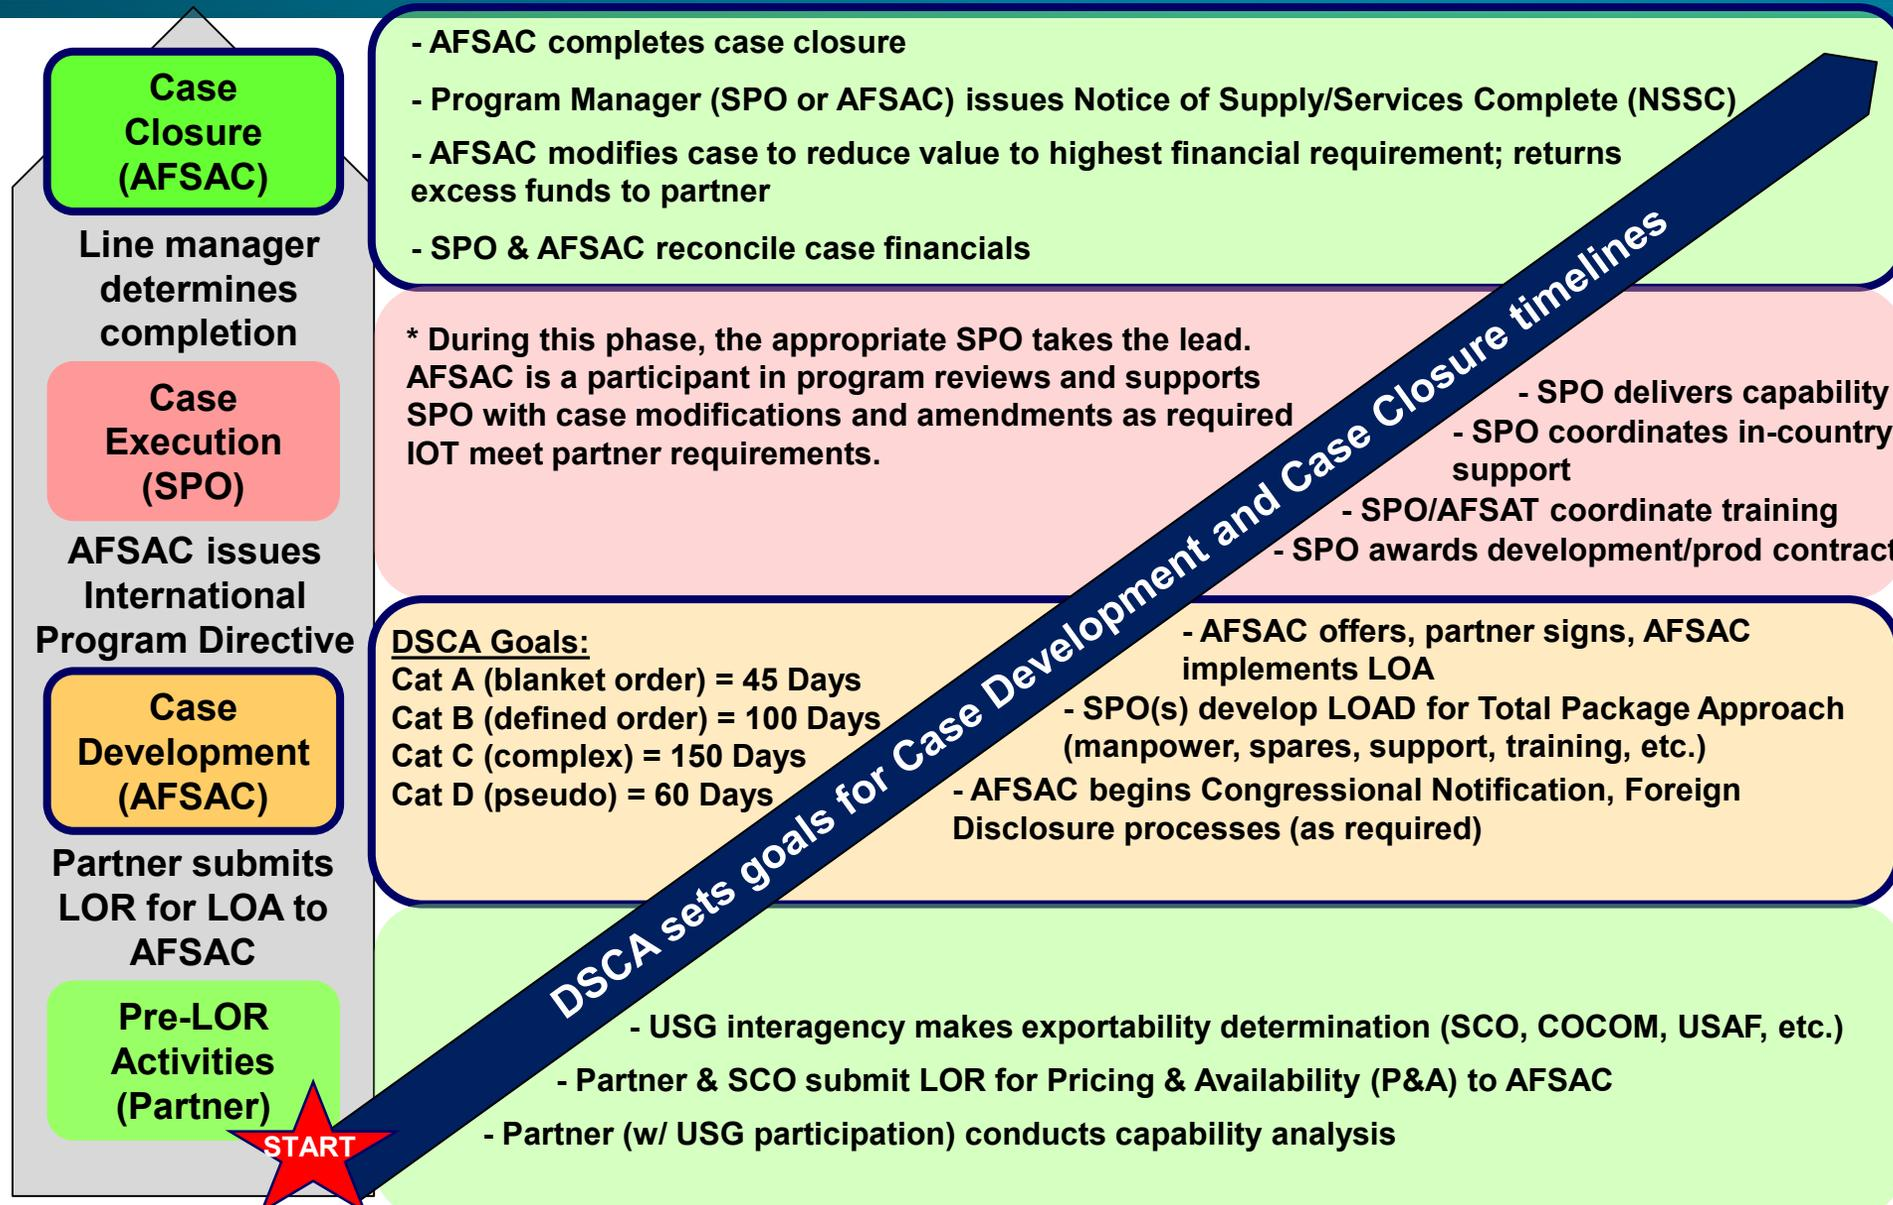 Case
Closure
(AFSAC)
Line manager
determines
completion
Case
Execution
(SPO)
AFSAC issues
International
Program Directive
Case
Development
(AFSAC)
Partner submits
LOR for LOA to
AFSAC
Pre-LOR
Activities
(Partner)
START
- AFSAC completes case closure
- Program Manager (SPO or AFSAC) issues Notice of Supply/Services Complete (NSSC)
- AFSAC modifies case to reduce value to highest financial requirement; returns
excess funds to partner
- SPO & AFSAC reconcile case financials
* During this phase, the appropriate SPO takes the lead.
AFSAC is a participant in program reviews and supports
SPO with case modifications and amendments as required
IOT meet partner requirements.
- SPO delivers capability
- SPO coordinates in-country
support
- SPO/AFSAT coordinate training
- SPO awards development/prod contract
DSCA Goals:
Cat A (blanket order) = 45 Days
Cat B (defined order) = 100 Days
Cat C (complex) = 150 Days
Cat D (pseudo) = 60 Days
- AFSAC offers, partner signs, AFSAC
implements LOA
- SPO(s) develop LOAD for Total Package Approach
(manpower, spares, support, training, etc.)
- AFSAC begins Congressional Notification, Foreign
Disclosure processes (as required)
DSCA sets goals for Case Development and Case Closure timelines
- USG interagency makes exportability determination (SCO, COCOM, USAF, etc.)
- Partner & SCO submit LOR for Pricing & Availability (P&A) to AFSAC
- Partner (w/ USG participation) conducts capability analysis